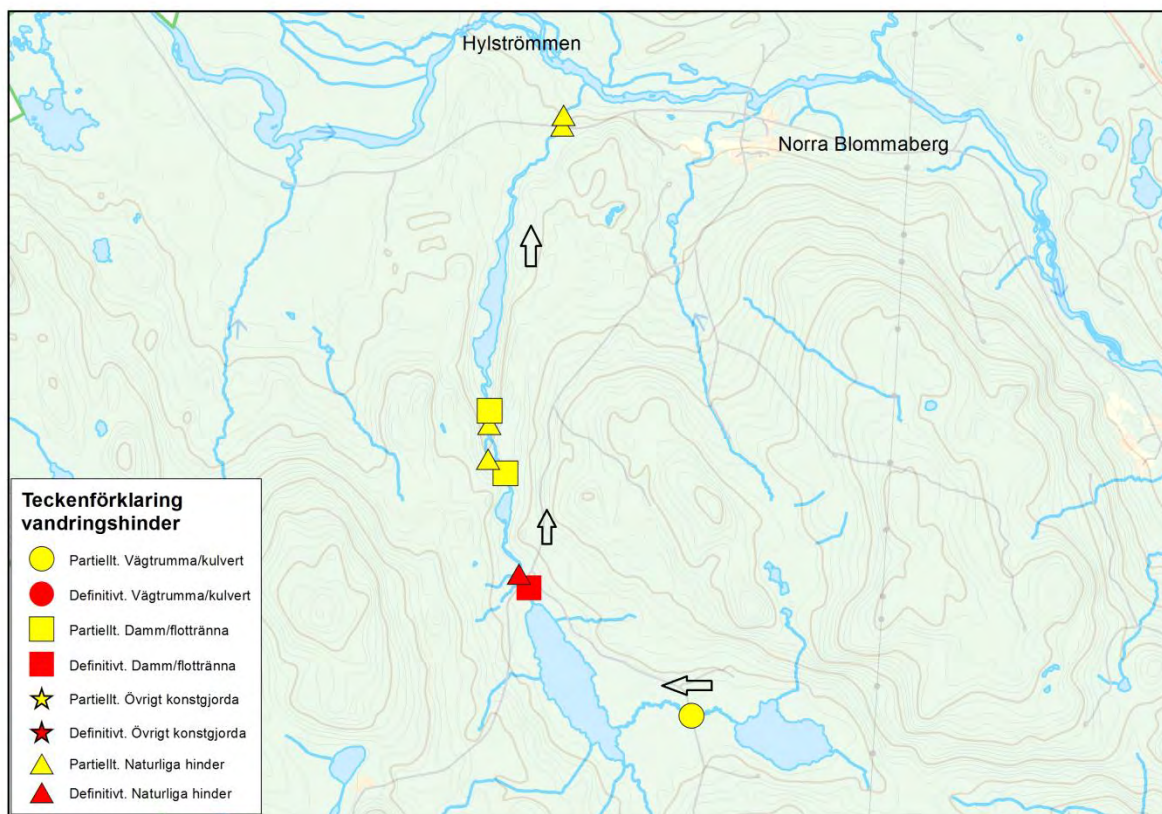 Hylströmmen
Norra Blommaberg
Teckenförklaring
vandringshinder
Partiellt. Vägtrumma/kulvert
Definitivt. Vägtrumma/kulvert
Partiellt. Damm/flottränna
Definitivt. Damm/flottränna
Partiellt. Övrigt konstgjorda
Definitivt. Övrigt konstgjorda
Partiellt. Naturliga hinder
Definitivt. Naturliga hinder